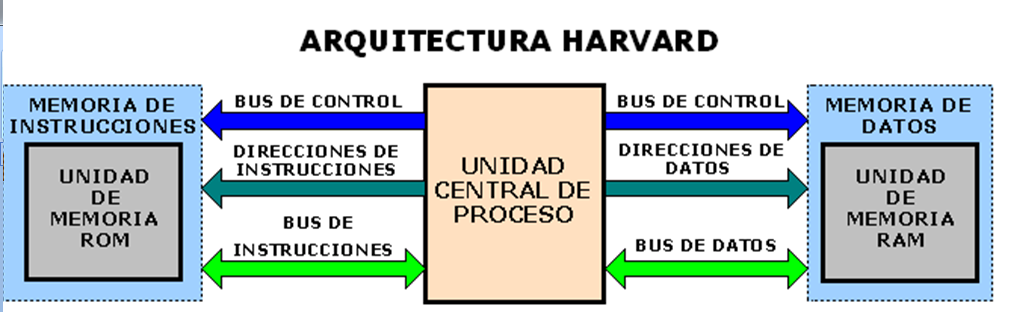 ARQUITECTURA HARVARD
MEMORIA DE
INSTRUCCIONES
UNIDAD
DE
MEMORIA
ROM
BUS DE CONTROL
DIRECCIONES DE
INSTRUCCIONES
BUS DE
INSTRUCCIONES
UNIDAD
CENTRAL DE
PROCESO
BUS DE CONTROL
DIRECCIONES DE
DATOS
BUS DE DATOS
MEMORIA DE
DATOS
UNIDAD
DE
MEMORIA
RAM